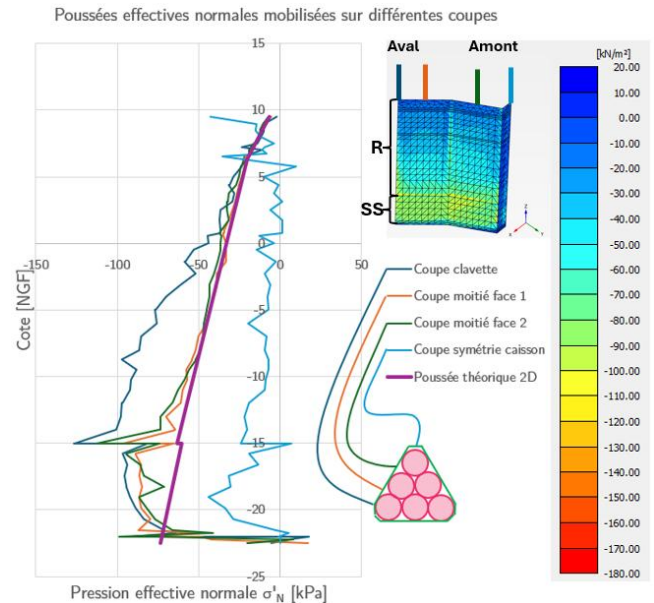 Poussées effectives normales mobilisées sur différentes coupes
15
10
5
0
-5
-10
-15
-20
-25
-150
-100
-50
0
50
Cote [NGF]
Pression effective normale σ'N [kPa]
Aval
Amont
R
SS
z
x
Y
Coupe clavette
Coupe moitié face 1
Coupe moitié face 2
Coupe symétrie caisson
Poussée théorique 2D
[kN/m²]
20.00
10.00
0.00
-10.00
-20.00
-30.00
-40.00
-50.00
-60.00
-70.00
-80.00
-90.00
-100.00
-110.00
-120.00
-130.00
-140.00
-150.00
-160.00
-170.00
-180.00